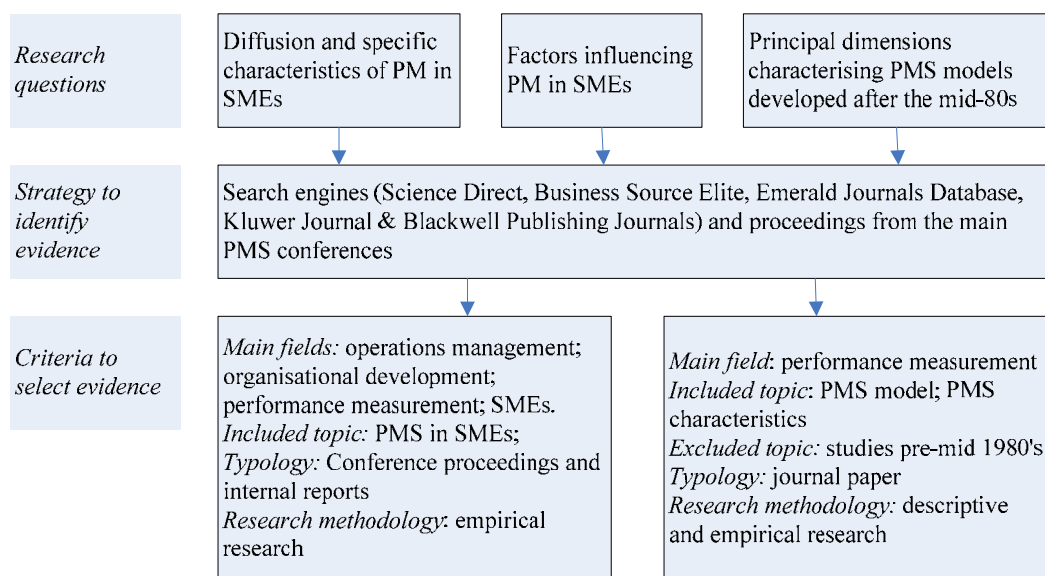 Research
questions
Diffusion and specific
characteristics of PM in
SMEs
Factors influencing
PM in SMEs
Principal dimensions
characterising PMS models
developed after the mid-80s
Strategy to
identify
evidence
Search engines (Science Direct, Business Source Elite, Emerald Journals Database,
Kluwer Journal & Blackwell Publishing Journals) and proceedings from the main
PMS conferences
Criteria to
select evidence
Main fields: operations management;
organisational development;
performance measurement; SMEs.
Included topic: PMS in SMEs;
Typology: Conference proceedings and
internal reports
Research methodology: empirical
research
Main field: performance measurement
Included topic: PMS model; PMS
characteristics
Excluded topic: studies pre-mid 1980's
Typology: journal paper
Research methodology: descriptive
and empirical research